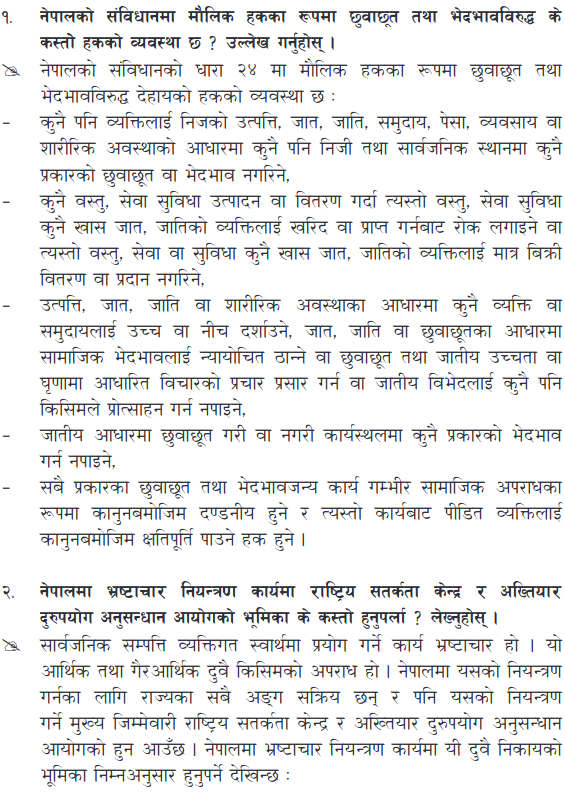 १. नेपालको संविधानमा मौलिक हकका रूपमा छुवाछूत तथा भेदभावविरुद्ध के
कस्तो हकको व्यवस्था छ ? उल्लेख गर्नुहोस् ।
नेपालको संविधानको धारा २४ मा मौलिक हकका रूपमा छुवाछूत तथा
भेदभावविरुद्ध देहायको हकको व्यवस्था छ :
- कुनै पनि व्यक्तिलाई निजको उत्पत्ति, जात, जाति, समुदाय, पेसा, व्यवसाय वा
शारीरिक अवस्थाको आधारमा कुनै पनि निजी तथा सार्वजनिक स्थानमा कुनै
प्रकारको छुवाछूत वा भेदभाव नगरिने,
- कुनै वस्तु, सेवा सुविधा उत्पादन वा वितरण गर्दा त्यस्तो वस्तु, सेवा सुविधा
कुनै खास जात, जातिको व्यक्तिलाई खरिद वा प्राप्त गर्नबाट रोक लगाइने वा
त्यस्तो वस्तु, सेवा वा सुविधा कुनै खास जात, जातिको व्यक्तिलाई मात्र बिक्री
वितरण वा प्रदान नगरिने,
- उत्पत्ति, जात, जाति वा शारीरिक अवस्थाका आधारमा कुनै व्यक्ति वा
समुदायलाई उच्च वा नीच दर्शाउने, जात, जाति वा छुवाछूतका आधारमा
सामाजिक भेदभावलाई न्यायोचित ठान्ने वा छुवाछूत तथा जातीय उच्चता वा
घृणामा आधारित विचारको प्रचार प्रसार गर्न वा जातीय विभेदलाई कुनै पनि
किसिमले प्रोत्साहन गर्न नपाइने,
- जातीय आधारमा छुवाछूत गरी वा नगरी कार्यस्थलमा कुनै प्रकारको भेदभाव
गर्न नपाइने,
- सबै प्रकारका छुवाछूत तथा भेदभावजन्य कार्य गम्भीर सामाजिक अपराधका
रूपमा कानुनबमोजिम दण्डनीय हुने र त्यस्तो कार्यबाट पीडित व्यक्तिलाई
कानुनबमोजिम क्षतिपूर्ति पाउने हक हुने ।
२. नेपालमा भ्रष्टाचार नियन्त्रण कार्यमा राष्ट्रिय सतर्कता केन्द्र र अख्तियार
दुरुपयोग अनुसन्धान आयोगको भूमिका के कस्तो हुनुपर्ला ? लेख्नुहोस् ।
सार्वजनिक सम्पत्ति व्यक्तिगत स्वार्थमा प्रयोग गर्ने कार्य भ्रष्टाचार हो । यो
आर्थिक तथा गैरआर्थिक दुवै किसिमको अपराध हो । नेपालमा यसको नियन्त्रण
गर्नका लागि राज्यका सबै अङ्ग सक्रिय छन् र पनि यसको नियन्त्रण
गर्ने मुख्य जिम्मेवारी राष्ट्रिय सतर्कता केन्द्र र अख्तियार दुरुपयोग अनुसन्धान
आयोगको हुन आउँछ । नेपालमा भ्रष्टाचार नियन्त्रण कार्यमा यी दुवै निकायको
भूमिका निम्नअनुसार हुनुपर्ने देखिन्छ :